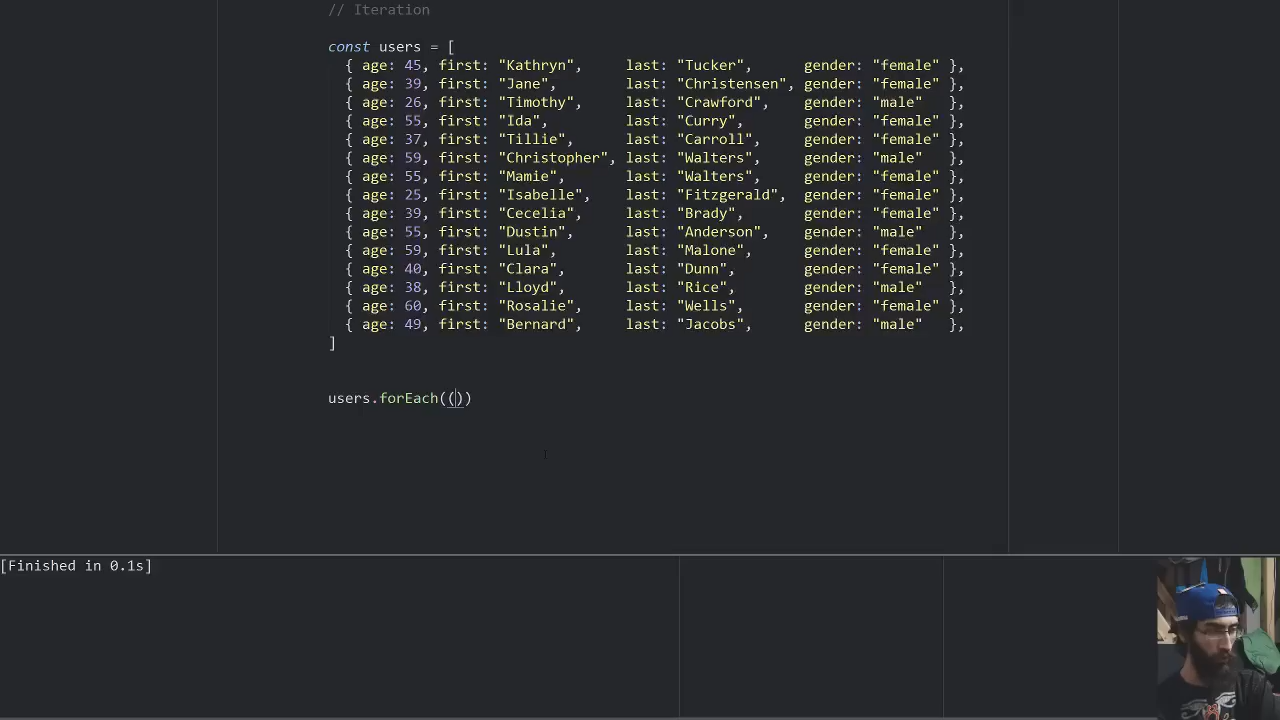 // Iteration
const users = [
{ age: 45, first: "Kathryn", last: "Tucker", gender: "female" },
{ age: 39, first: "Jane", last: "Christensen", gender: "female" },
{ age: 26, first: "Timothy", last: "Crawford", gender: "male" },
{ age: 55, first: "Ida", last: "Curry", gender: "female" },
{ age: 37, first: "Tillie", last: "Carroll", gender: "female" },
{ age: 59, first: "Christopher", last: "Walters", gender: "male" },
{ age: 55, first: "Mamie", last: "Walters", gender: "female" },
{ age: 25, first: "Isabelle", last: "Fitzgerald", gender: "female" },
{ age: 39, first: "Cecelia", last: "Brady", gender: "female" },
{ age: 55, first: "Dustin", last: "Anderson", gender: "male" },
{ age: 59, first: "Lula", last: "Malone", gender: "female" },
{ age: 40, first: "Clara", last: "Dunn", gender: "female" },
{ age: 38, first: "Lloyd", last: "Rice", gender: "male" },
{ age: 60, first: "Rosalie", last: "Wells", gender: "female" },
{ age: 49, first: "Bernard", last: "Jacobs", gender: "male" },
]
users.forEach(())
[Finished in 0.1s]